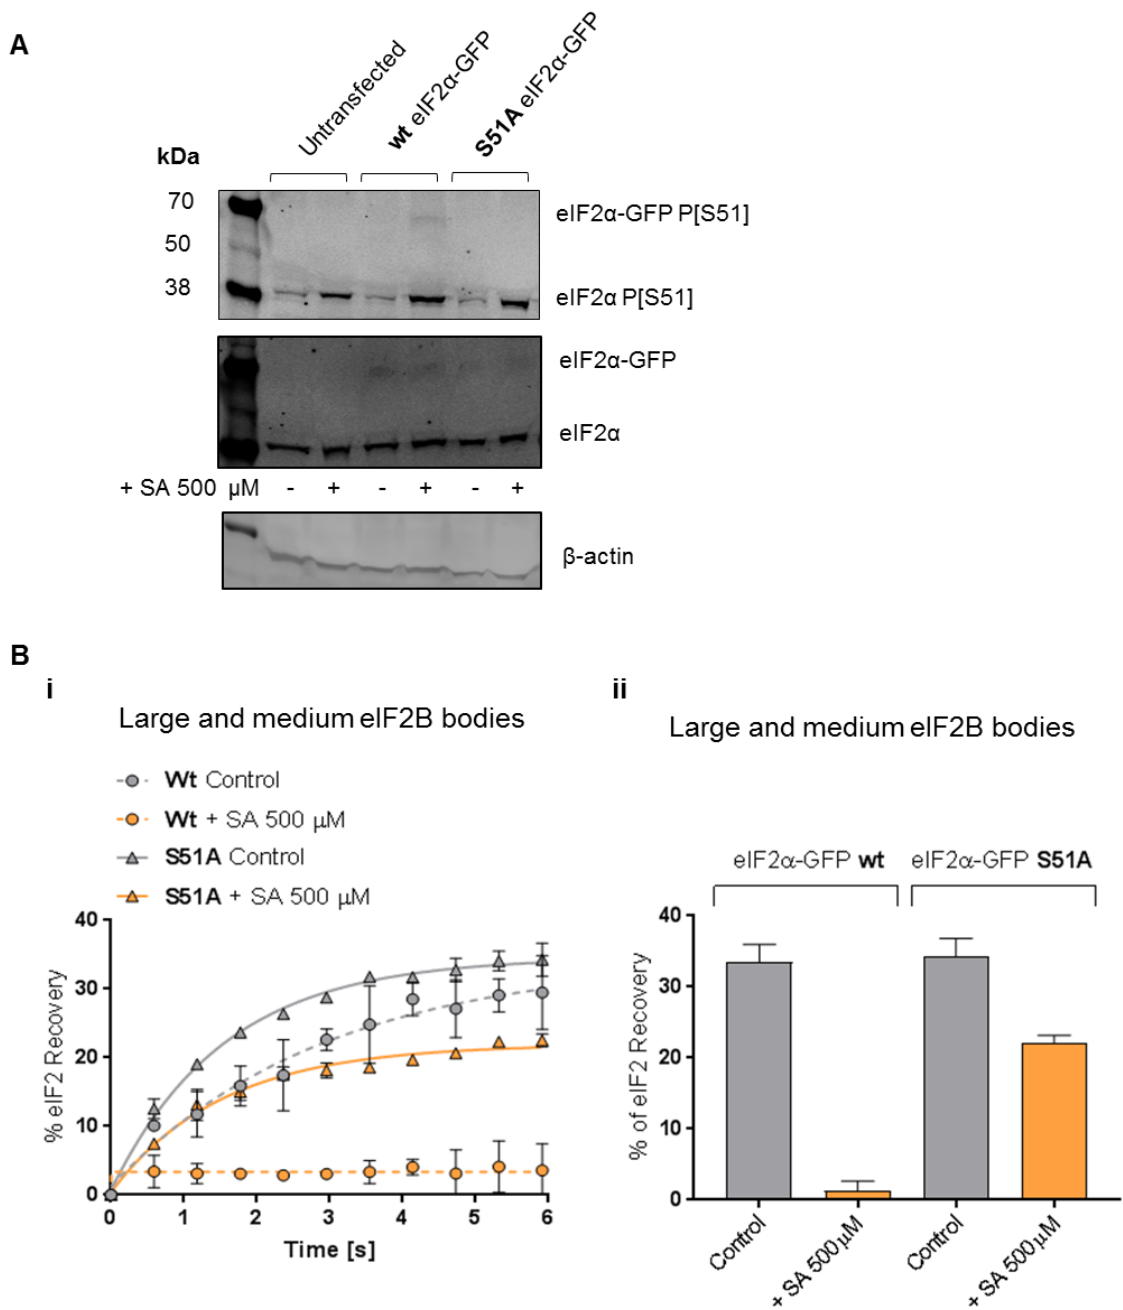 A
Untransfected
wt eIF2α-GFP
S51A eIF2α-GFP
kDa
70
50
38
eIF2α-GFP P[S51]
eIF2α P[S51]
eIF2α-GFP
eIF2α
+ SA 500 μM - + - + - +
β-actin
B
i
Large and medium eIF2B bodies
Wt Control
Wt + SA 500 μM
S51A Control
S51A + SA 500 μM
% eIF2 Recovery
40
30
20
10
0
0 1 2 3 4 5 6
Time [s]
ii
Large and medium eIF2B bodies
eIF2α-GFP wt eIF2α-GFP S51A
% of eIF2 Recovery
40
30
20
10
0
Control
+ SA 500 μM
Control
+ SA 500 μM